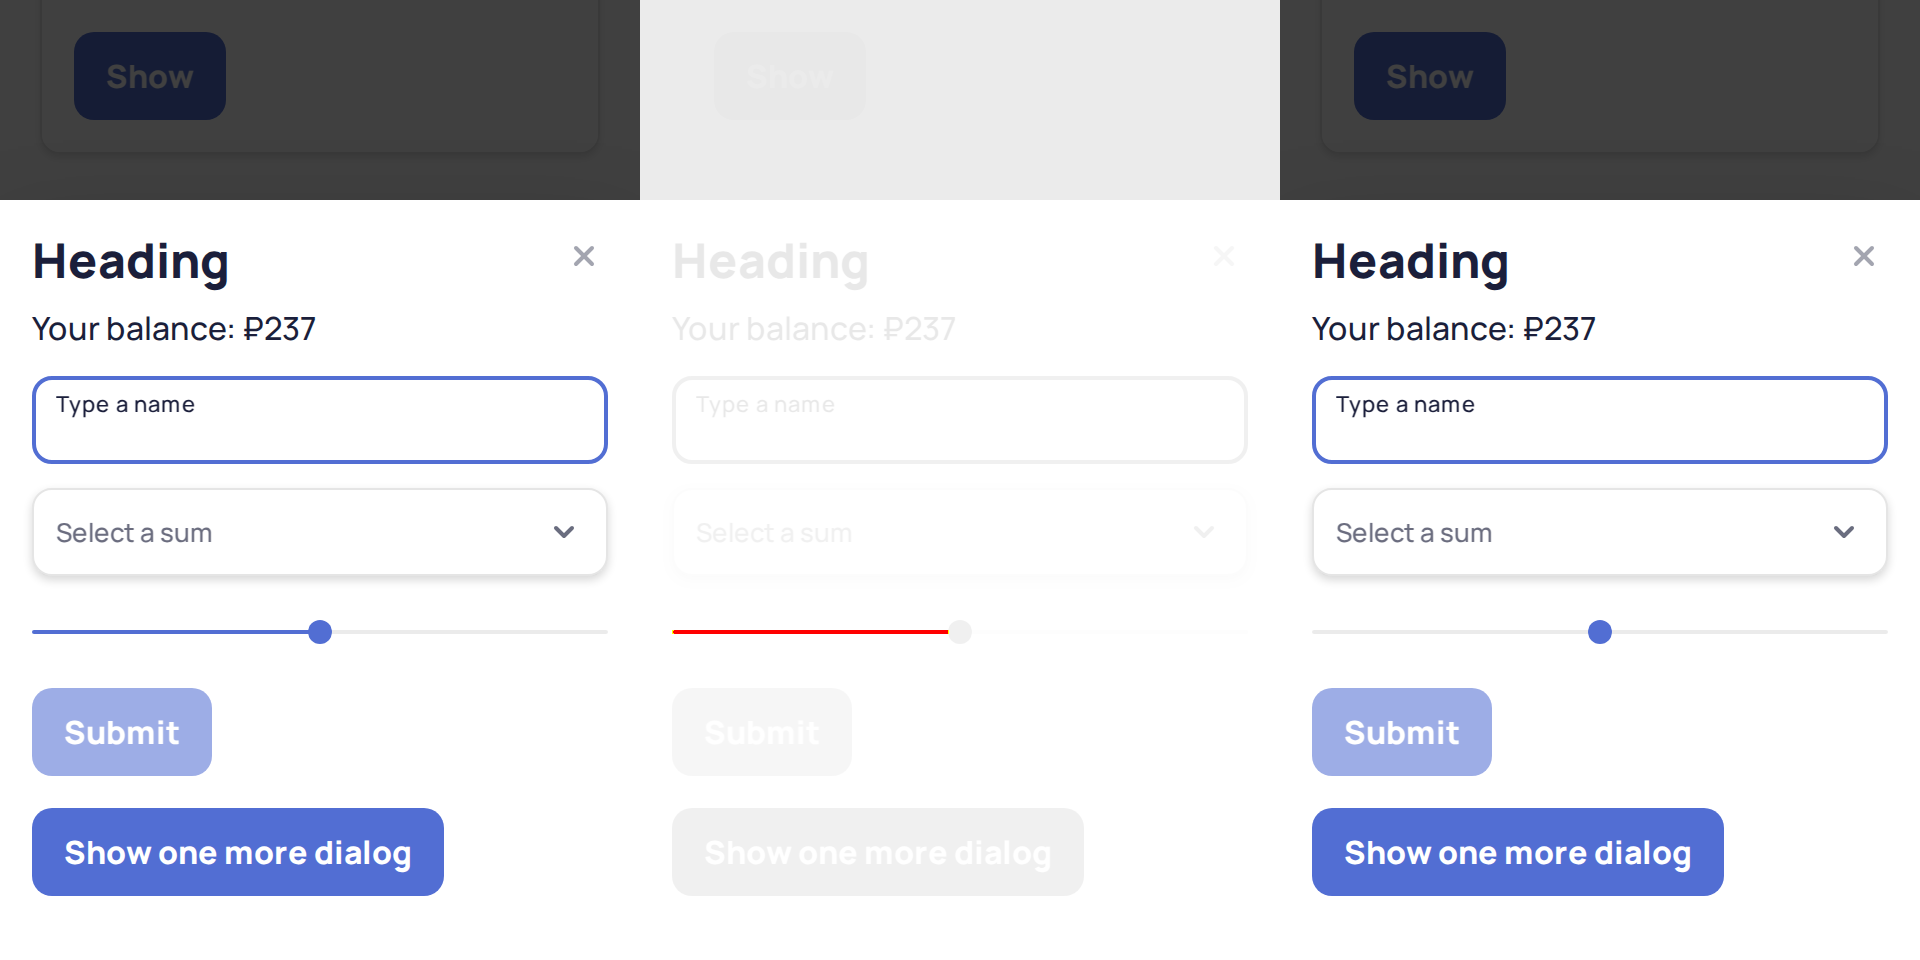 Show
Heading
Your balance: ₽237
Type a name
Select a sum
Submit
Show one more dialog
Show
Heading
Your balance: ₽237
Type a name
Select a sum
Submit
Show one more dialog
Show
Heading
Your balance: ₽237
Type a name
Select a sum
Submit
Show one more dialog